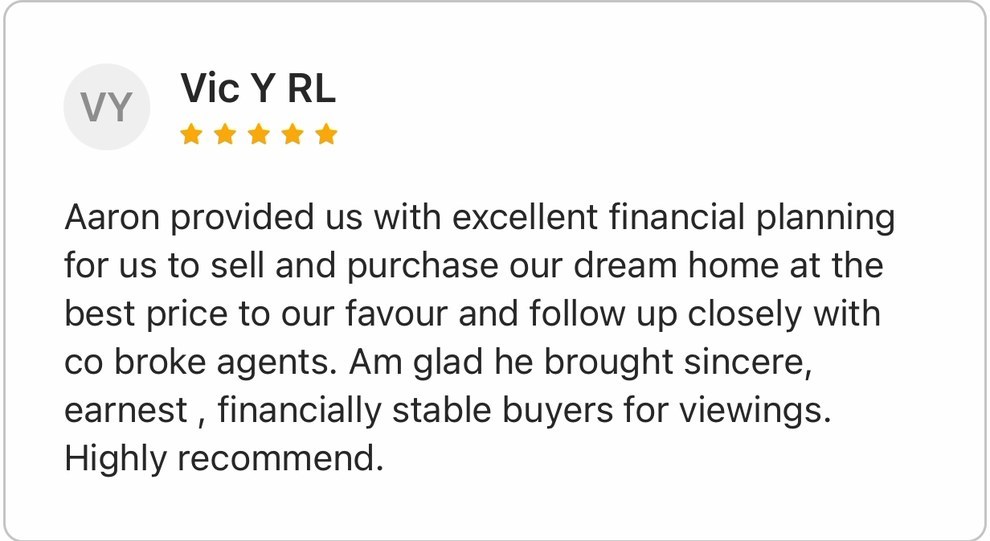 VY
Vic Y RL
Aaron provided us with excellent financial planning
for us to sell and purchase our dream home at the
best price to our favour and follow up closely with
co broke agents. Am glad he brought sincere,
earnest , financially stable buyers for viewings.
Highly recommend.